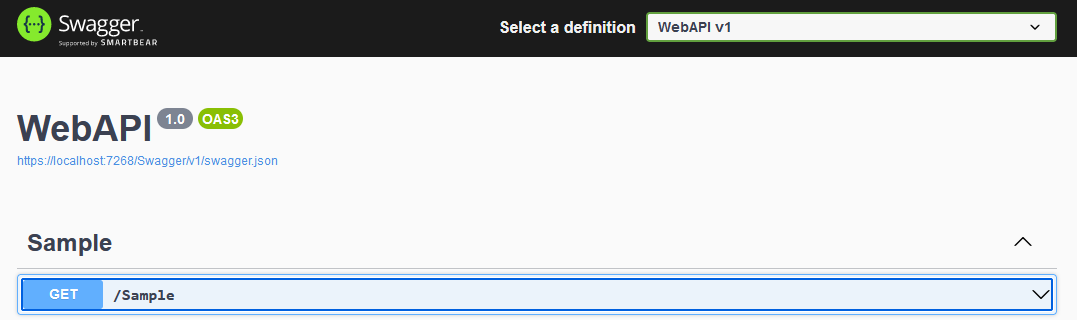 Swagger.
Supported by SMARTBEAR
Select a definition
WebAPI v1
WebAPI 1.0 OAS3
https://localhost:7268/Swagger/v1/swagger.json
Sample
GET /Sample